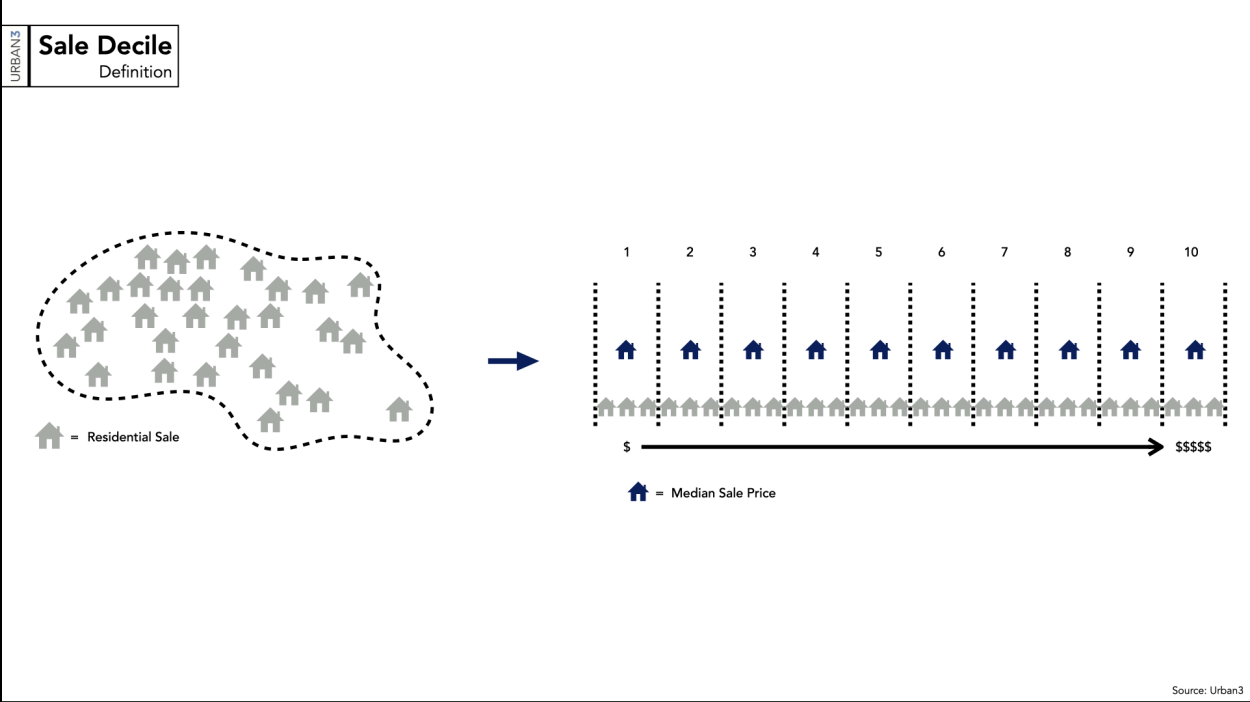 URBAN3
Sale Decile
Definition
= Residential Sale
1 2 3 4 5 6 7 8 9 10
$ $$$$$
= Median Sale Price
Source: Urban3